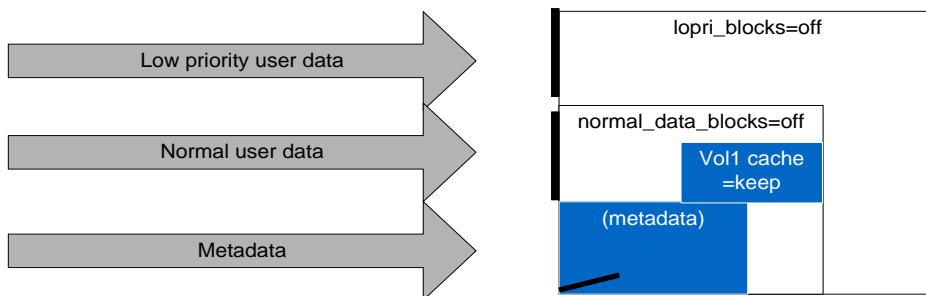 Low priority user data
lopri_blocks=off
Normal user data
normal_data_blocks=off
Vol1 cache
=keep
Metadata
(metadata)